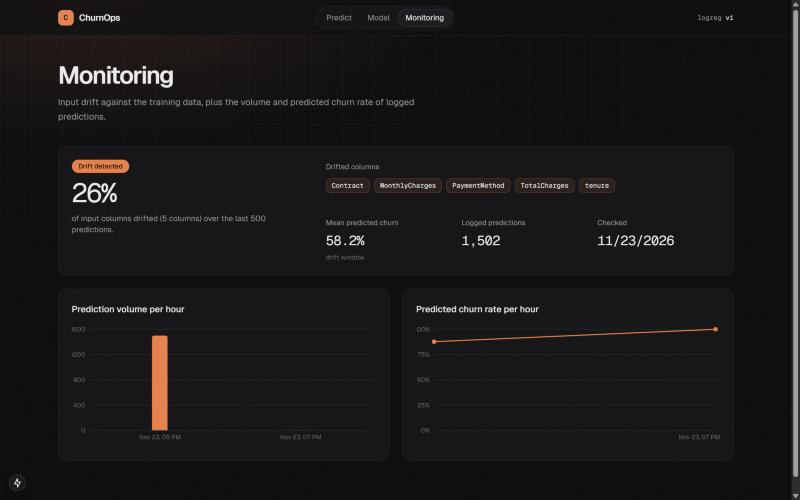 C ChurnOps
Predict Model Monitoring
logreg v1
Monitoring
Input drift against the training data, plus the volume and predicted churn rate of logged
predictions.
Drift detected
26%
of input columns drifted (5 columns) over the last 500
predictions.
Drifted columns
Contract MonthlyCharges PaymentMethod TotalCharges tenure
Mean predicted churn
58.2%
drift window
Logged predictions
1,502
Checked
11/23/2026
Prediction volume per hour
1600
1200
800
400
0
Nov 23, 05 PM Nov 23, 07 PM
Predicted churn rate per hour
00%
75%
50%
25%
0%
Nov 23, 07 PM